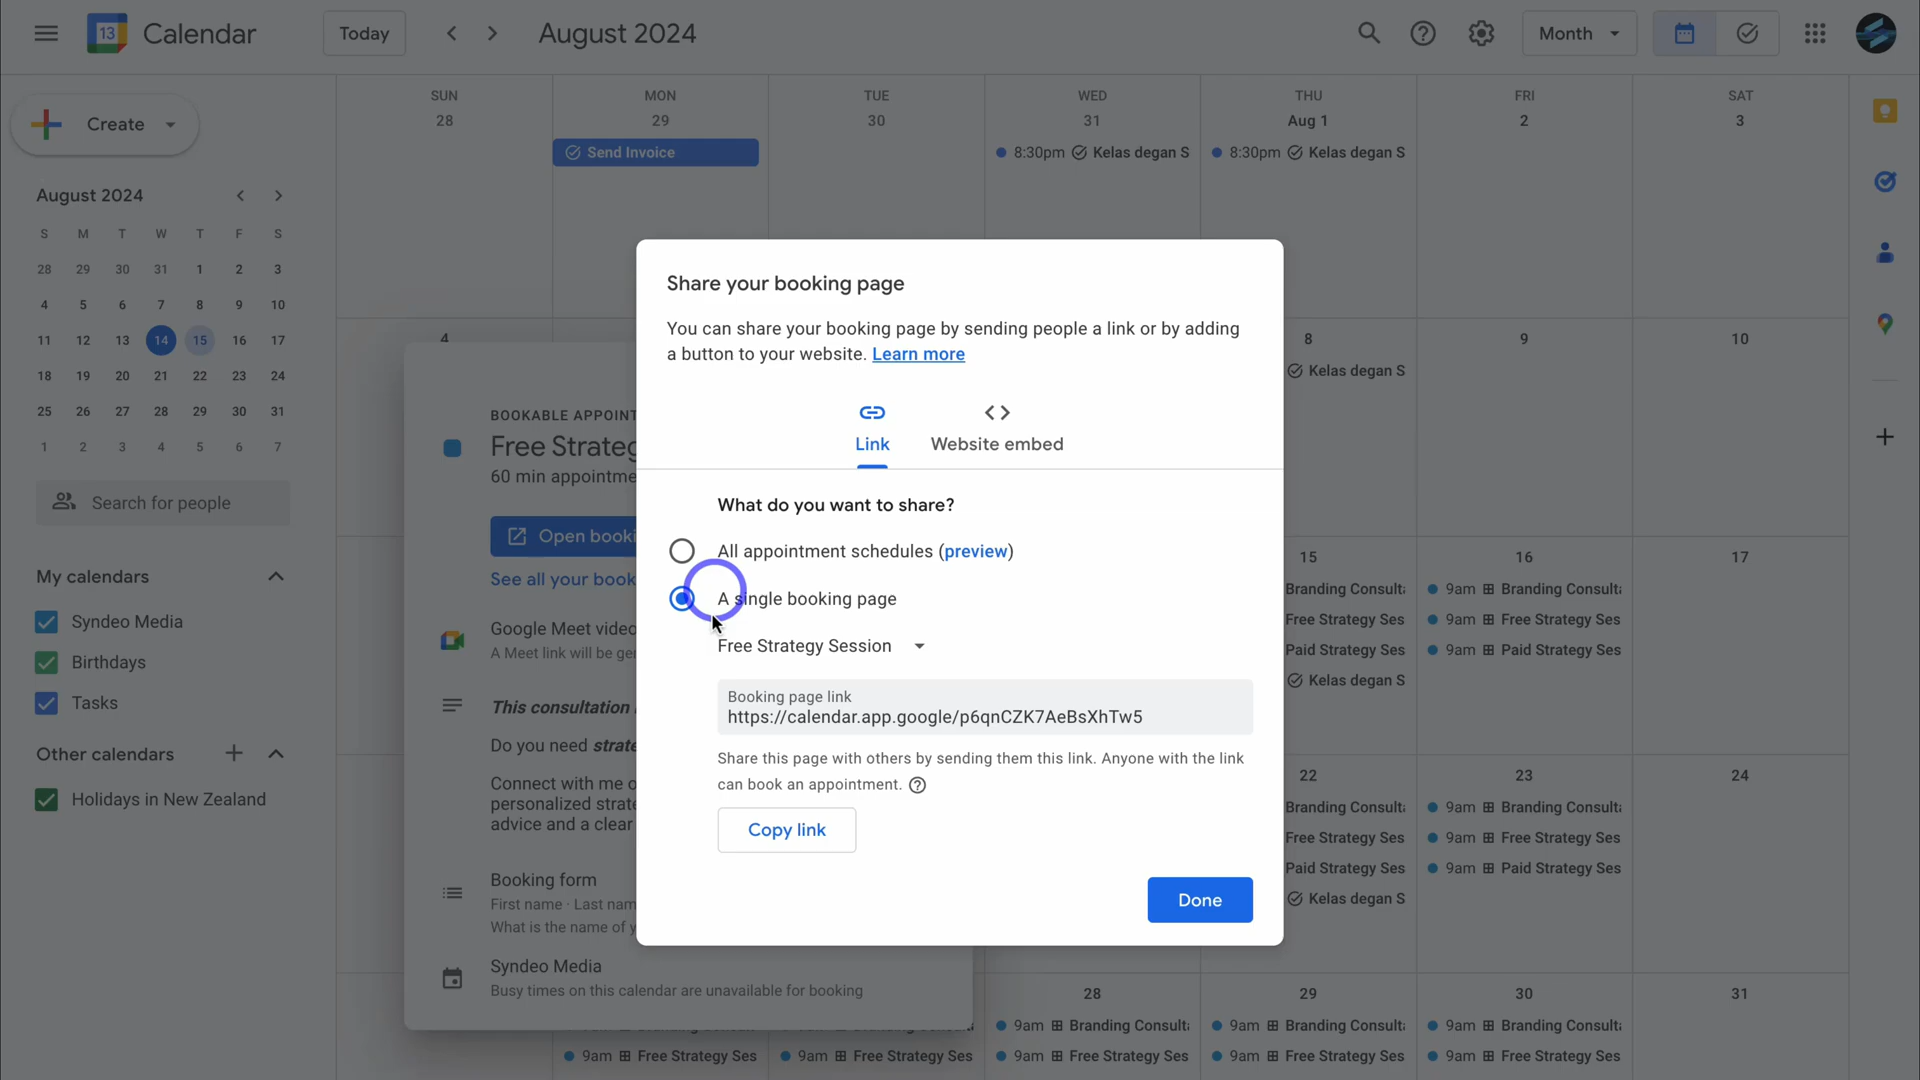 13
Calendar
Today
August 2024
Month
Create
August 2024
S M T W T F S
28 29 30 31 1 2 3
4 5 6 7 8 9 10
11 12 13 14 15 16 17
18 19 20 21 22 23 24
25 26 27 28 29 30 31
1 2 3 4 5 6 7
Search for people
My calendars
Syndeo Media
Birthdays
Tasks
Other calendars
Holidays in New Zealand
SUN MON TUE WED THU FRI SAT
28 29 30 31 Aug 1 2 3
Send Invoice
8:30pm Kelas degan S
8:30pm Kelas degan S
4 8 9 10
Kelas degan S
BOOKABLE APPOINT
Free Strateg
60 min appointme
Open booki
See all your book
Google Meet video
A Meet link will be ger
This consultation
Do you need strate
Connect with me o
personalized strate
advice and a clear
Booking form
First name · Last nam
What is the name of y
Syndeo Media
Busy times on this calendar are unavailable for booking
Share your booking page
You can share your booking page by sending people a link or by adding
a button to your website. Learn more
Link
Website embed
What do you want to share?
All appointment schedules (preview)
A single booking page
Free Strategy Session
Booking page link
https://calendar.app.google/p6qnCZK7AeBsXhTw5
Share this page with others by sending them this link. Anyone with the link
can book an appointment.
Copy link
Done
15 16 17
Branding Consult
9am Branding Consult
Free Strategy Ses
9am Free Strategy Ses
Paid Strategy Ses
9am Paid Strategy Ses
Kelas degan S
22 23 24
Branding Consult
9am Branding Consult
Free Strategy Ses
9am Free Strategy Ses
Paid Strategy Ses
9am Paid Strategy Ses
Kelas degan S
28 29 30 31
9am Branding Consult
9am Branding Consult
9am Branding Consult
9am Free Strategy Ses
9am Free Strategy Ses
9am Free Strategy Ses
9am Free Strategy Ses
9am Free Strategy Ses